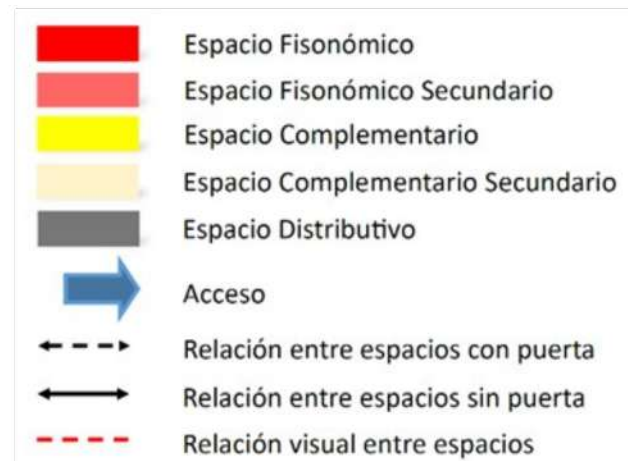 Espacio Fisonómico
Espacio Fisonómico Secundario
Espacio Complementario
Espacio Complementario Secundario
Espacio Distributivo
Acceso
Relación entre espacios con puerta
Relación entre espacios sin puerta
Relación visual entre espacios